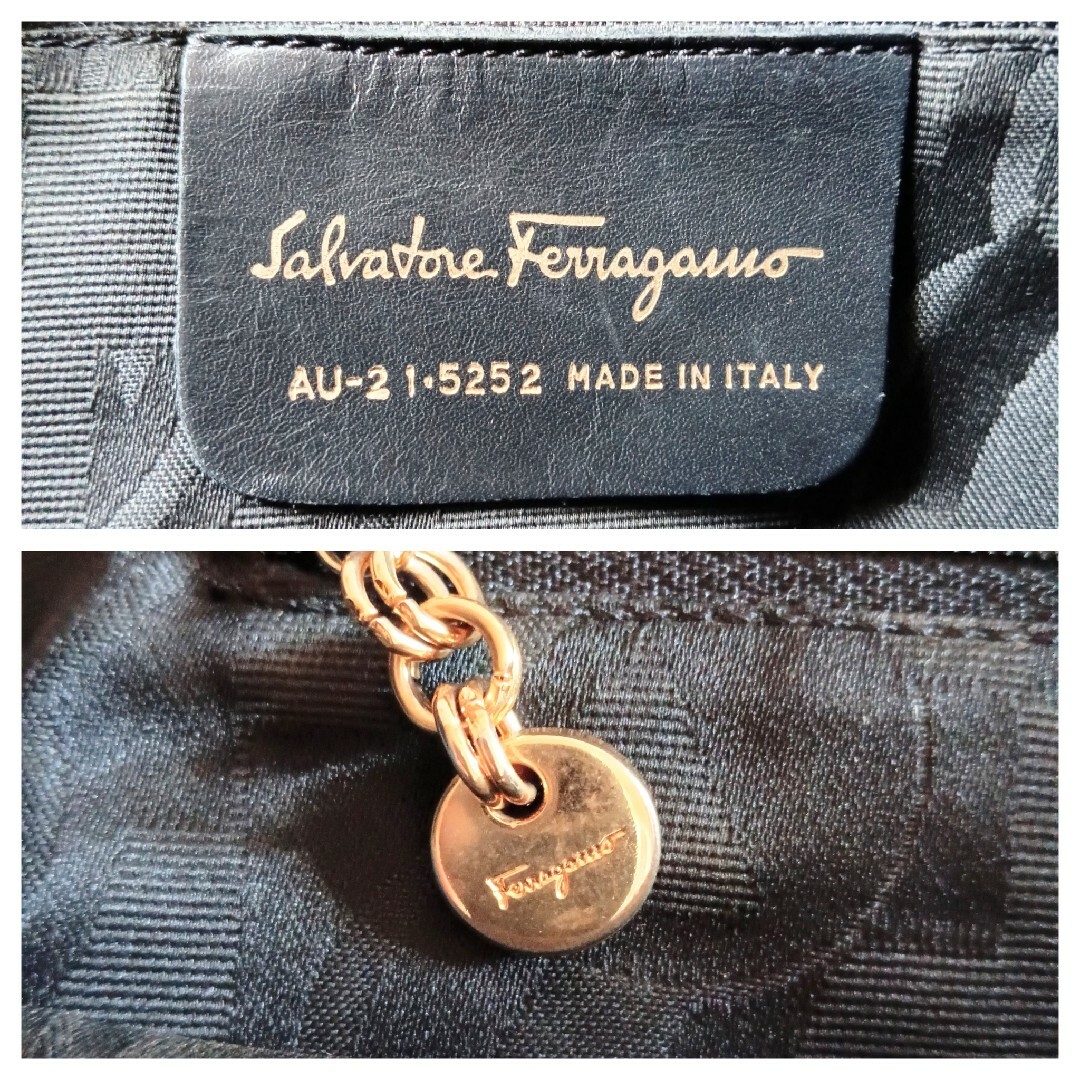 Salvatore Ferragamo
AU-21·5252 MADE IN ITALY
Ferragamo